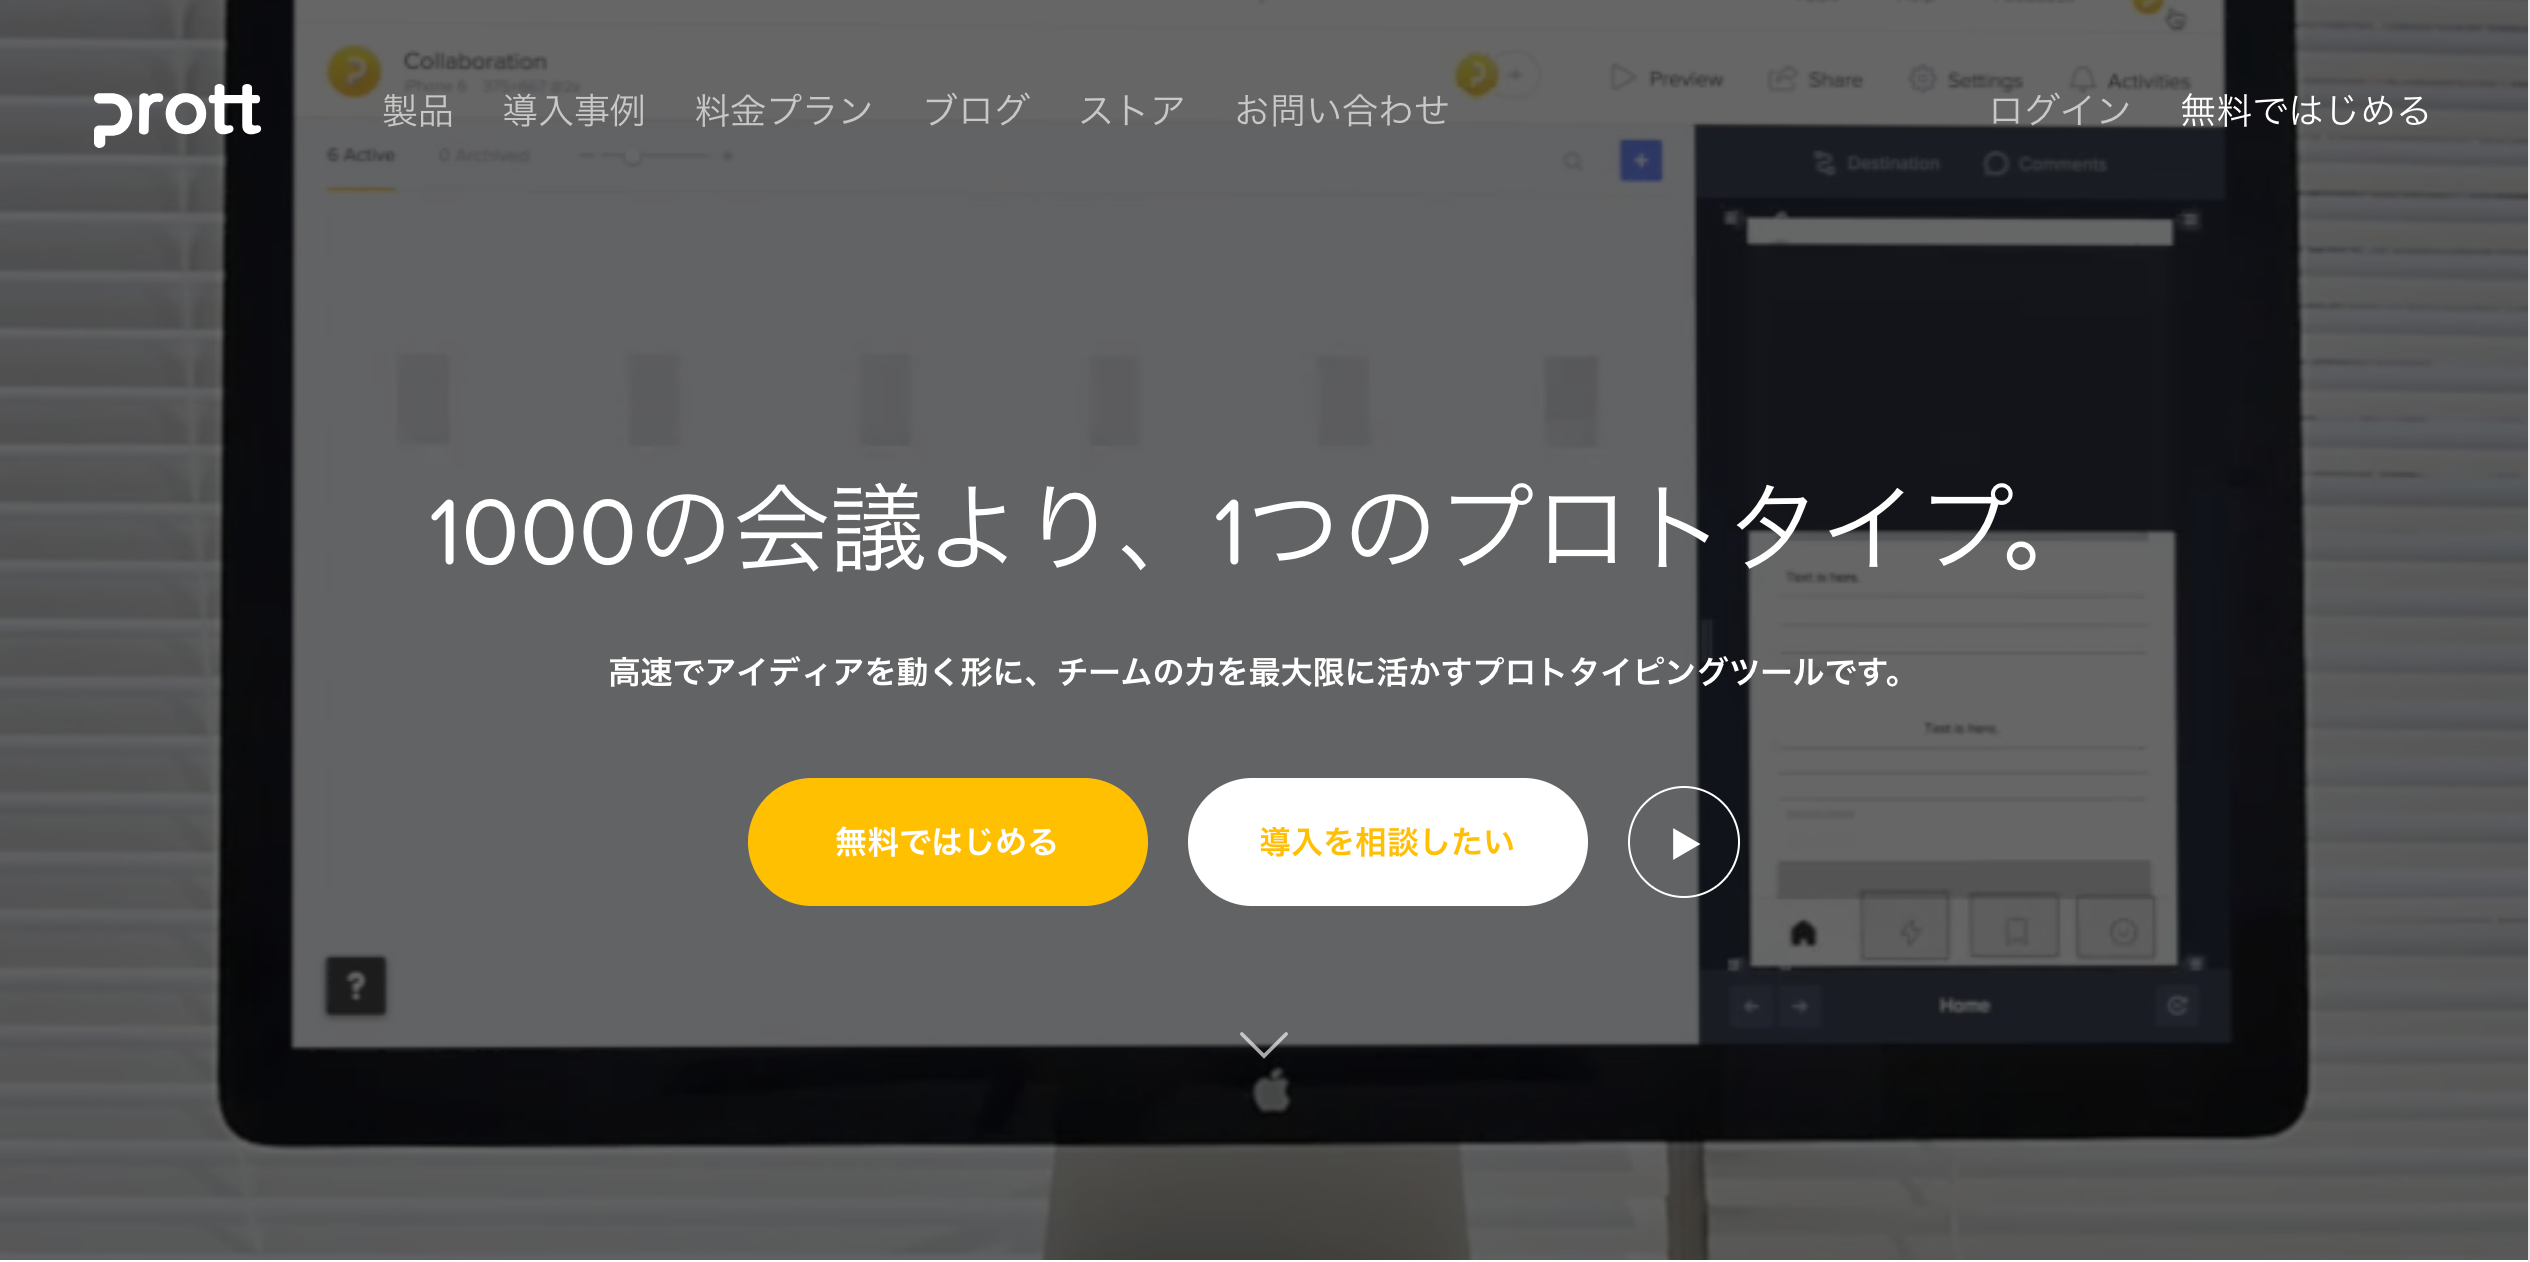 Collaboration
Preview
Share
Settings
Activities
prott
製品
導入事例
料金プラン
ブログ
ストア
お問い合わせ
ログイン
無料ではじめる
6 Active
0 Archived
Destination
Comments
1000の会議より、1つのプロトタイプ。
Text is here.
高速でアイディアを動く形に、チームの力を最大限に活かすプロトタイピングツールです。
Text is here.
無料ではじめる
導入を相談したい
?
Home